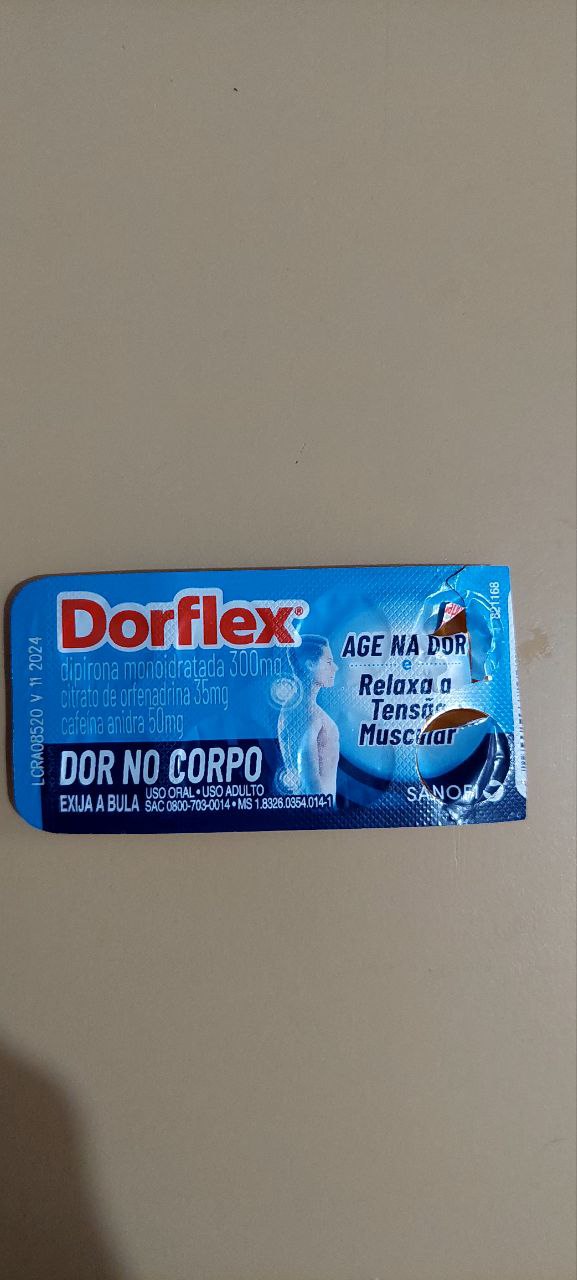 Dorflex®
dipirona monoidratada 300mg
citrato de orfenadrina 35mg
cafeína anidra 50mg
DOR NO CORPO
EXIJA A BULA
USO ORAL • USO ADULTO
SAC 0800-703-0014 • MS 1.8326.0354.014-1
AGE NA DOR
e
Relaxa a
Tensão
Muscular
SANOFI
LCRA08520 V 11 2024
821168